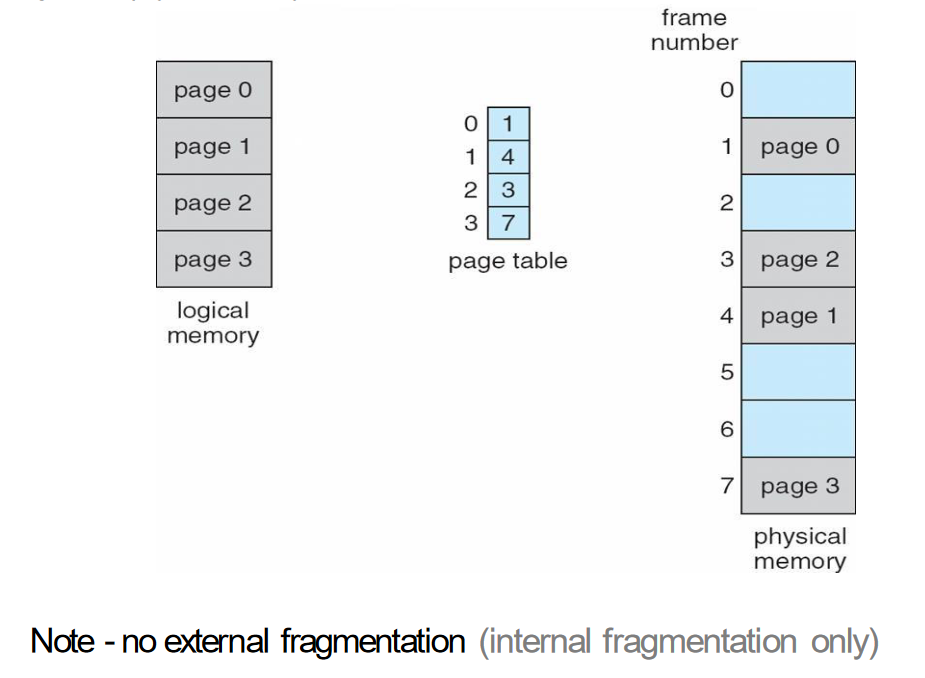 frame
number
page 0
page 1
page 2
page 3
logical
memory
0 1
1 4
2 3
3 7
page table
0
1 page 0
2
3 page 2
4 page 1
5
6
7 page 3
physical
memory
Note - no external fragmentation (internal fragmentation only)